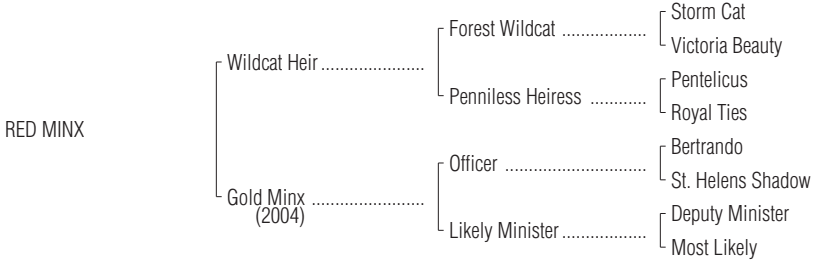 Storm Cat
Forest Wildcat ..................
Victoria Beauty
Wildcat Heir ......................
Pentelicus
Penniless Heiress ............
Royal Ties
RED MINX
Bertrando
Officer ..............................
St. Helens Shadow
Gold Minx ........................
(2004)
Deputy Minister
Likely Minister..................
Most Likely